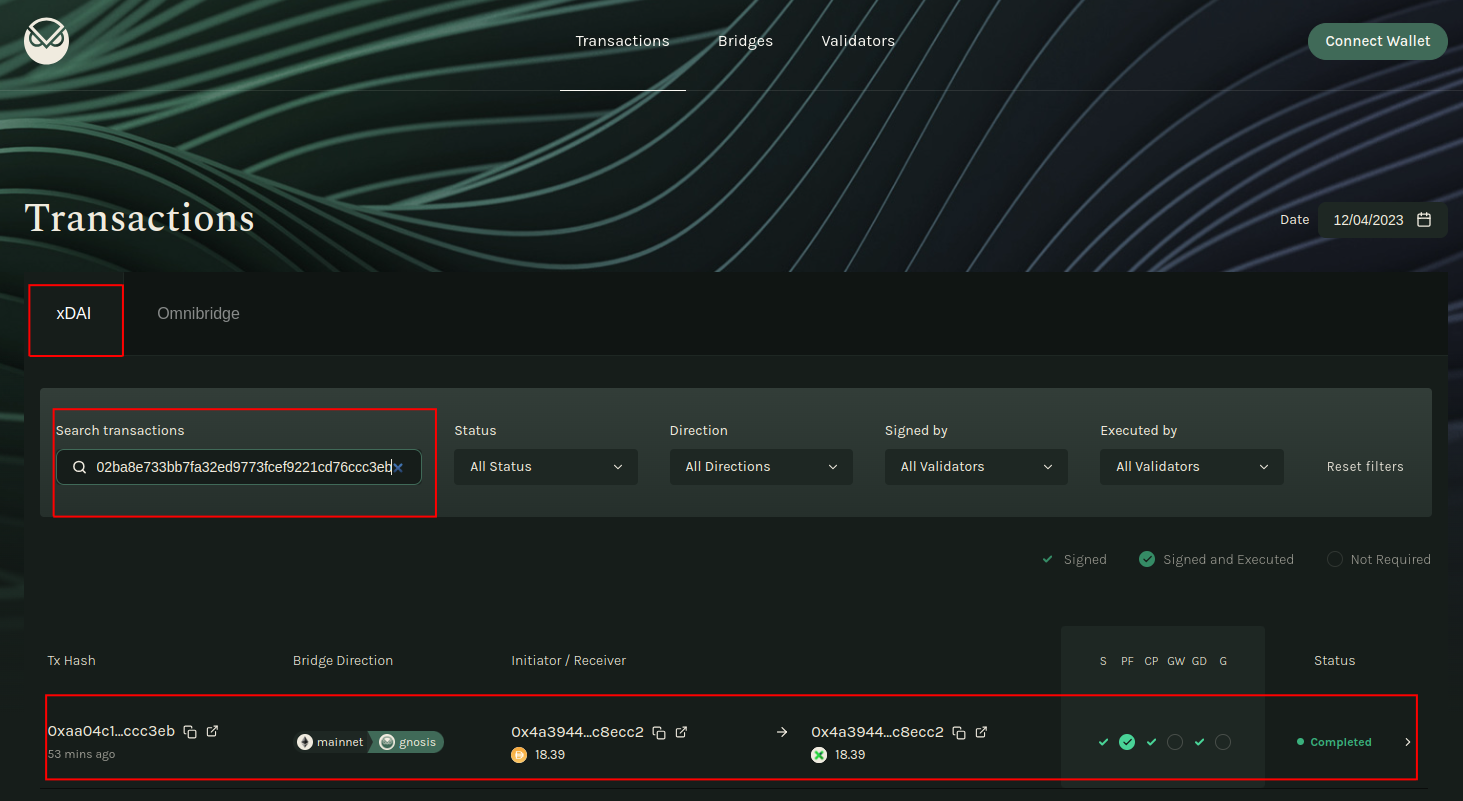 Transactions Bridges Validators Connect Wallet
Transactions
Date 12/04/2023
xDAI Omnibridge
Search transactions Status Direction Signed by Executed by
02ba8e733bb7fa32ed9773fcef9221cd76ccc3eb All Status All Directions All Validators All Validators Reset filters
Signed Signed and Executed Not Required
Tx Hash Bridge Direction Initiator / Receiver S PF CP GW GD G Status
0xaa04c1...ccc3eb mainnet gnosis 0x4a3944...c8ecc2 → 0x4a3944...c8ecc2 Completed
53 mins ago 18.39 18.39